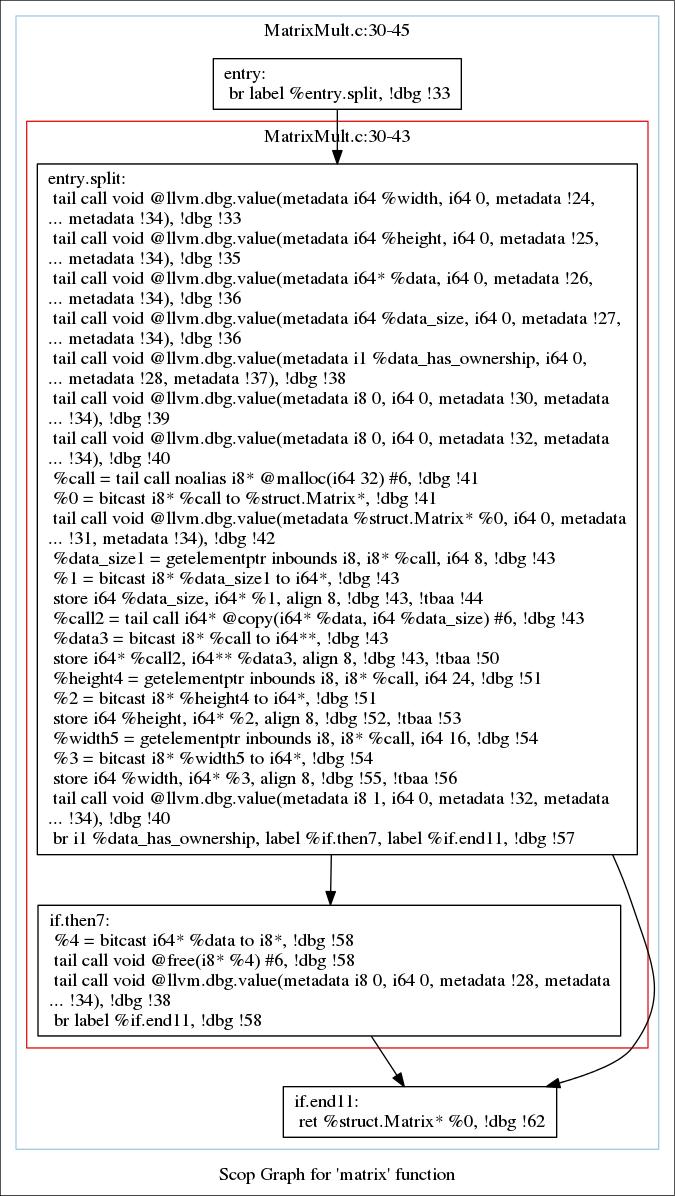 MatrixMult.c:30-45
entry:
br label %entry.split, !dbg !33
MatrixMult.c:30-43
entry.split:
tail call void @llvm.dbg.value(metadata i64 %width, i64 0, metadata !24,
... metadata !34), !dbg !33
tail call void @llvm.dbg.value(metadata i64 %height, i64 0, metadata !25,
... metadata !34), !dbg !35
tail call void @llvm.dbg.value(metadata i64* %data, i64 0, metadata !26,
... metadata !34), !dbg !36
tail call void @llvm.dbg.value(metadata i64 %data_size, i64 0, metadata !27,
... metadata !34), !dbg !36
tail call void @llvm.dbg.value(metadata i1 %data_has_ownership, i64 0,
... metadata !28, metadata !37), !dbg !38
tail call void @llvm.dbg.value(metadata i8 0, i64 0, metadata !30, metadata
... !34), !dbg !39
tail call void @llvm.dbg.value(metadata i8 0, i64 0, metadata !32, metadata
... !34), !dbg !40
%call = tail call noalias i8* @malloc(i64 32) #6, !dbg !41
%0 = bitcast i8* %call to %struct.Matrix*, !dbg !41
tail call void @llvm.dbg.value(metadata %struct.Matrix* %0, i64 0, metadata
... !31, metadata !34), !dbg !42
%data_size1 = getelementptr inbounds i8, i8* %call, i64 8, !dbg !43
%1 = bitcast i8* %data_size1 to i64*, !dbg !43
store i64 %data_size, i64* %1, align 8, !dbg !43, !tbaa !44
%call2 = tail call i64* @copy(i64* %data, i64 %data_size) #6, !dbg !43
%data3 = bitcast i8* %call to i64**, !dbg !43
store i64* %call2, i64** %data3, align 8, !dbg !43, !tbaa !50
%height4 = getelementptr inbounds i8, i8* %call, i64 24, !dbg !51
%2 = bitcast i8* %height4 to i64*, !dbg !51
store i64 %height, i64* %2, align 8, !dbg !52, !tbaa !53
%width5 = getelementptr inbounds i8, i8* %call, i64 16, !dbg !54
%3 = bitcast i8* %width5 to i64*, !dbg !54
store i64 %width, i64* %3, align 8, !dbg !55, !tbaa !56
tail call void @llvm.dbg.value(metadata i8 1, i64 0, metadata !32, metadata
... !34), !dbg !40
br i1 %data_has_ownership, label %if.then7, label %if.end11, !dbg !57
if.then7:
%4 = bitcast i64* %data to i8*, !dbg !58
tail call void @free(i8* %4) #6, !dbg !58
tail call void @llvm.dbg.value(metadata i8 0, i64 0, metadata !28, metadata
... !34), !dbg !38
br label %if.end11, !dbg !58
if.end11:
ret %struct.Matrix* %0, !dbg !62
Scop Graph for 'matrix' function